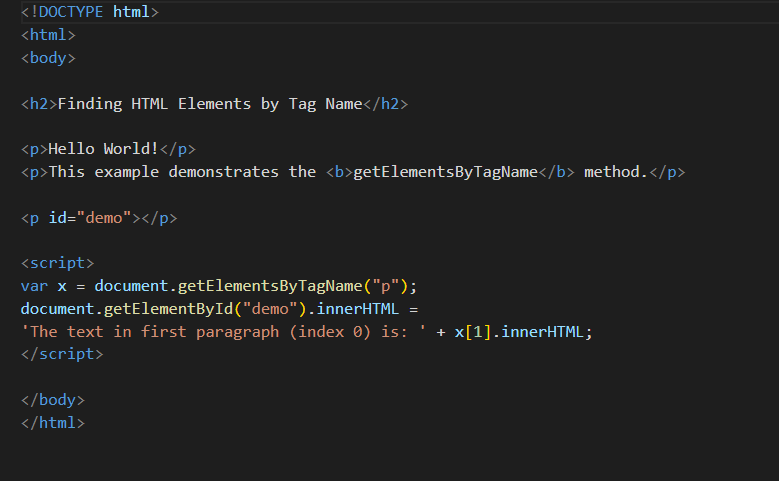 <!DOCTYPE html>
<html>
<body>
<h2>Finding HTML Elements by Tag Name</h2>
<p>Hello World!</p>
<p>This example demonstrates the <b>getElementsByTagName</b> method.</p>
<p id="demo"></p>
<script>
var x = document.getElementsByTagName("p");
document.getElementById("demo").innerHTML =
'The text in first paragraph (index 0) is: ' + x[1].innerHTML;
</script>
</body>
</html>